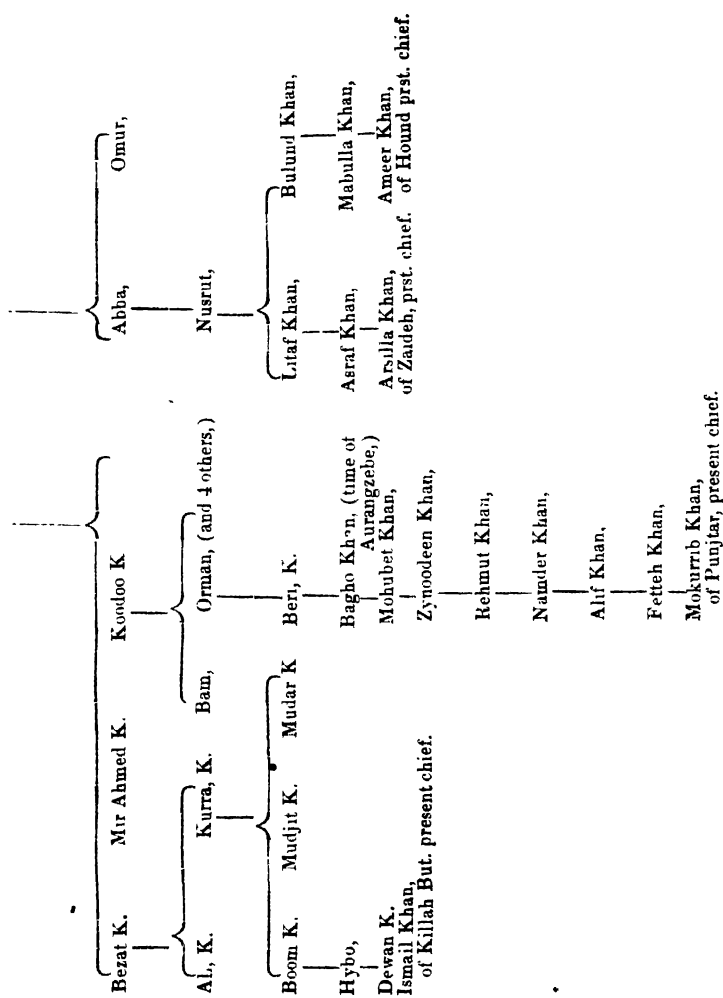 Bezat K. Mir Ahmed K. Koodoo K Abba, Omur,
Al., K. Kurra, K. Bam, Orman, (and 4 others,) Nusrut,
Boom K. Mudjit K. Mudar K Beri, K. Litaf Khan, Bulund Khan,
Hybo, Bagho Khan, (time of Aurangzebe,) Asraf Khan, Mabulla Khan,
Dewan K. Mohubet Khan, Arsilla Khan, Ameer Khan,
Ismail Khan, Zynoodeen Khan, of Zaideh, prst. chief. of Hound prst. chief.
of Killah But. present chief.
Rehmut Khan,
Namder Khan,
Alif Khan,
Fetteh Khan,
Mokurrib Khan,
of Punjtar, present chief.